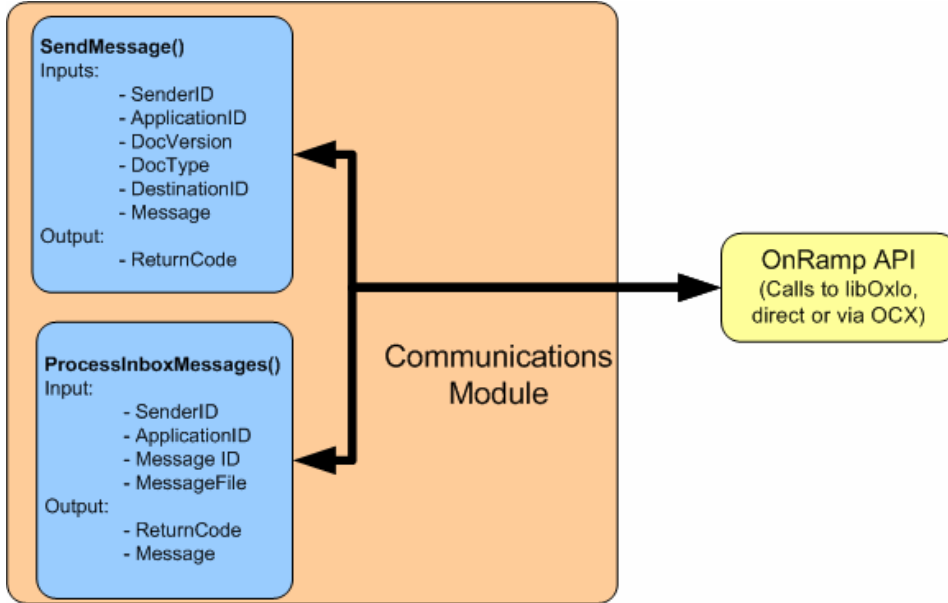 SendMessage()
Inputs:
- SenderID
- ApplicationID
- DocVersion
- DocType
- DestinationID
- Message
Output:
- ReturnCode
ProcessInboxMessages()
Input:
- SenderID
- ApplicationID
- Message ID
- MessageFile
Output:
- ReturnCode
- Message
Communications
Module
OnRamp API
(Calls to libOxlo,
direct or via OCX)